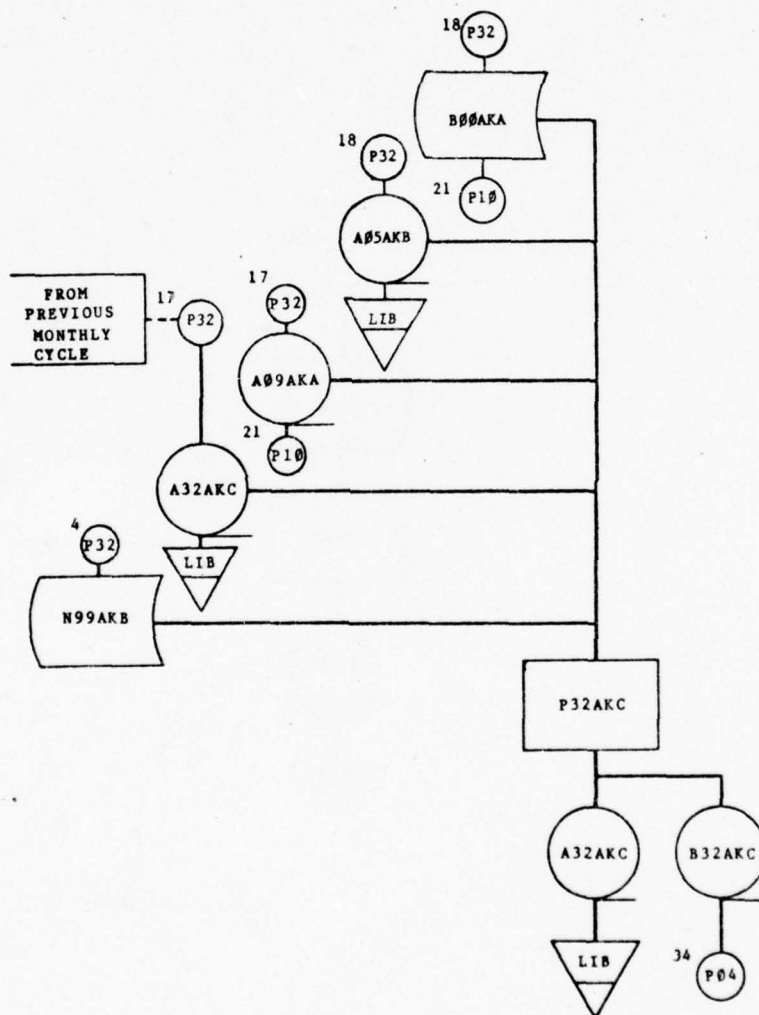 18
P32
BØØAKA
18
P32
21
P1Ø
AØ5AKB
LIB
FROM
PREVIOUS
MONTHLY
CYCLE
17
P32
17
P32
AØ9AKA
21
P1Ø
A32AKC
LIB
4
P32
N99AKB
P32AKC
A32AKC
B32AKC
LIB
34
PØ4